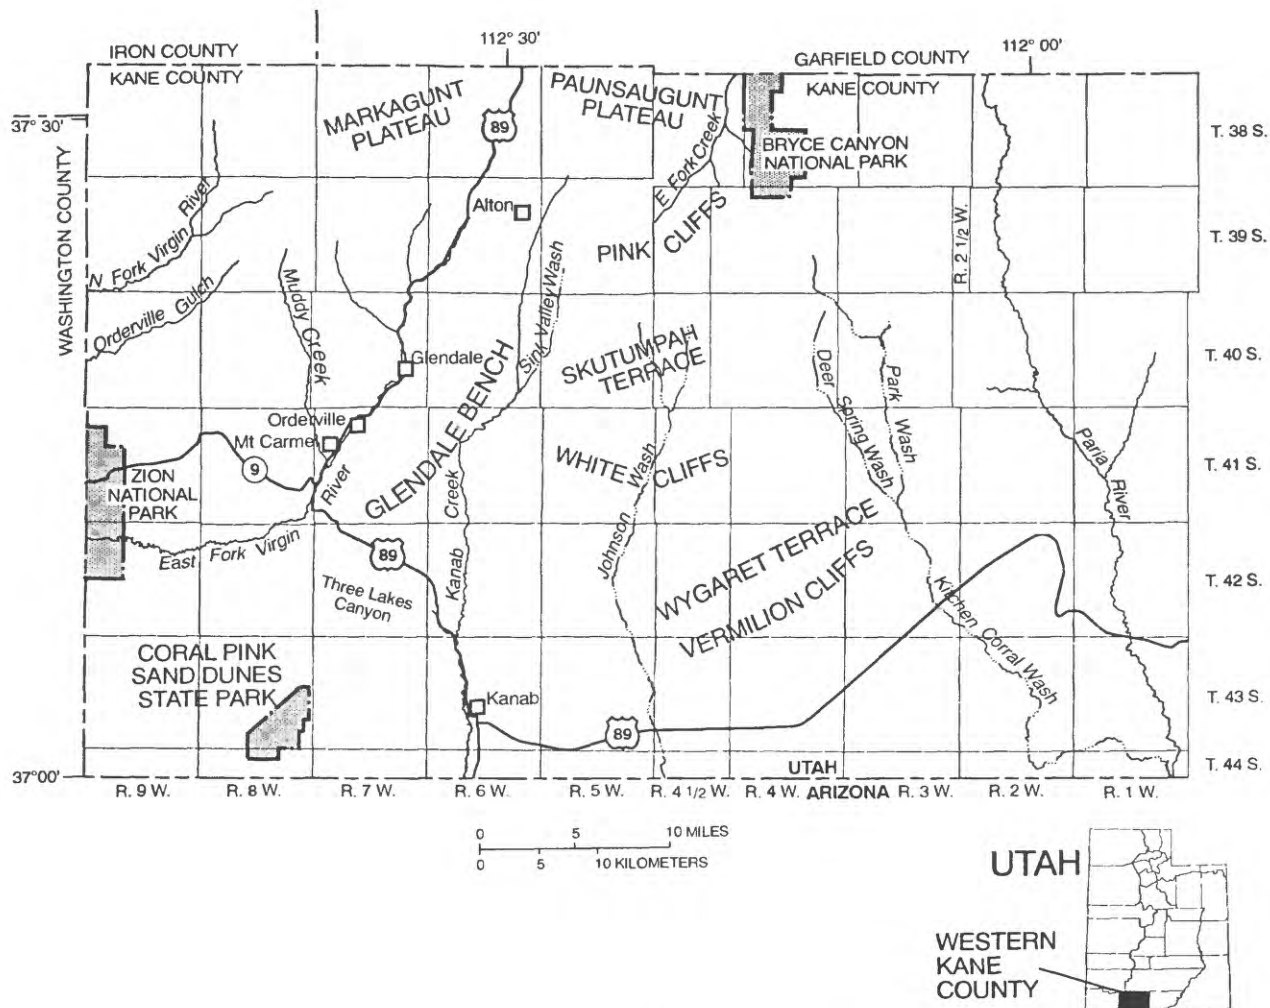 112° 30'
112° 00'
IRON COUNTY
KANE COUNTY
GARFIELD COUNTY
KANE COUNTY
37° 30'
MARKAGUNT
PLATEAU
89
PAUNSAUGUNT
PLATEAU
E Fork Creek
BRYCE CANYON
NATIONAL PARK
T. 38 S.
WASHINGTON COUNTY
N Fork Virgin River
Alton
PINK CLIFFS
R. 2 1/2 W.
T. 39 S.
Orderville Gulch
Muddy Creek
Sink Valley Wash
Glendale
GLENDALE BENCH
SKUTUMPAH
TERRACE
Deer Spring Wash
Park Wash
T. 40 S.
Orderville
Mt Carmel
9
ZION
NATIONAL
PARK
River
Kanab Creek
WHITE CLIFFS
Johnson Wash
Paria River
T. 41 S.
East Fork Virgin
89
Three Lakes
Canyon
WYGARET TERRACE
VERMILION CLIFFS
Kitchen Corral Wash
T. 42 S.
CORAL PINK
SAND DUNES
STATE PARK
Kanab
89
T. 43 S.
37° 00'
UTAH
T. 44 S.
R. 9 W. R. 8 W. R. 7 W. R. 6 W. R. 5 W. R. 4 1/2 W. R. 4 W. ARIZONA R. 3 W. R. 2 W. R. 1 W.
0 5 10 MILES
0 5 10 KILOMETERS
UTAH
WESTERN
KANE
COUNTY